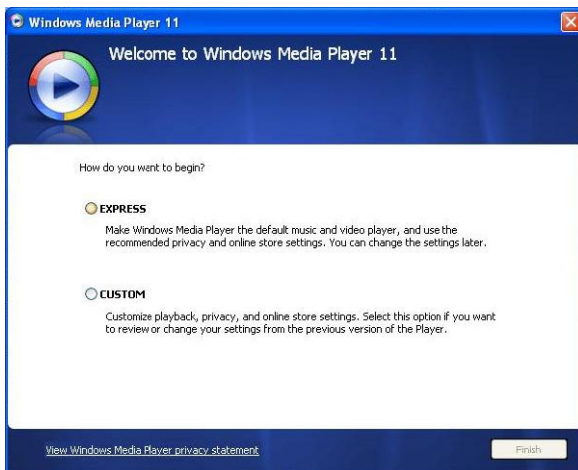 Windows Media Player 11
Welcome to Windows Media Player 11
How do you want to begin?
EXPRESS
Make Windows Media Player the default music and video player, and use the
recommended privacy and online store settings. You can change the settings later.
CUSTOM
Customize playback, privacy, and online store settings. Select this option if you want
to review or change your settings from the previous version of the Player.
View Windows Media Player privacy statement
Finish